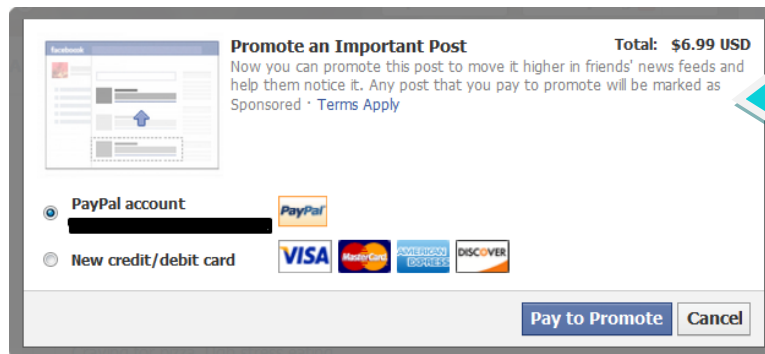 facebook
Promote an Important Post Total: $6.99 USD
Now you can promote this post to move it higher in friends' news feeds and
help them notice it. Any post that you pay to promote will be marked as
Sponsored · Terms Apply
PayPal account PayPal
New credit/debit card VISA MasterCard AMERICAN EXPRESS DISCOVER
Pay to Promote Cancel